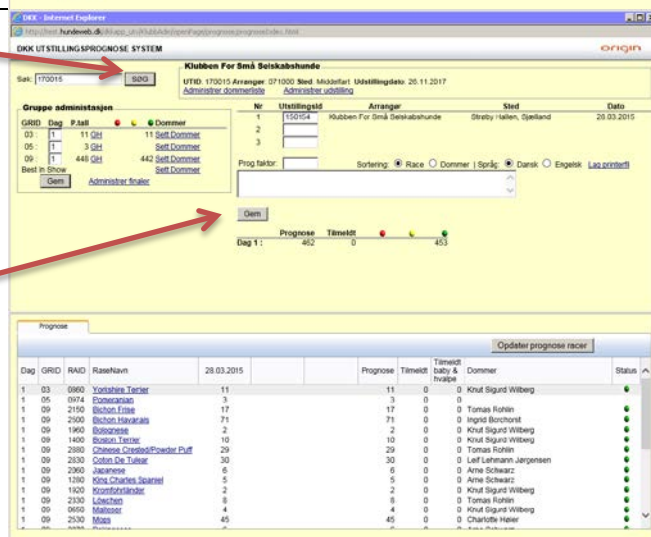 DKK - Internet Explorer
http://test.hundeweb.dk/dk/app_uts/KlubbAdel/openPage/prognose/prognoseIndex.html
DKK UTSTILLINGSPROGNOSE SYSTEM
origin
Søk: 170015 SØG
Klubben For Små Selskabshunde
UTID. 170015 Arrangør. 071000 Sted. Middelfart Udstillingdato. 26.11.2017
Administrer dommerliste Administrer udstilling
Gruppe administrasjon
GRID Dag P.tall Dommer
03 : 1 11 GH 11 Sett Dommer
05 : 1 3 GH Sett Dommer
09 : 1 448 GH 442 Sett Dommer
Best in Show Sett Dommer
Gem Administrer finaler
Nr UtstillingsId Arrangør Sted Dato
1 150154 Klubben For Små Selskabshunde Strøby Hallen, Sjælland 28.03.2015
2
3
Prog.faktor: Sortering: Race Dommer | Språg: Dansk Engelsk Lag printerfil
Gem
Prognose Tilmeldt
Dag 1 : 462 0 453
Prognose
Opdater prognose racer
Dag GRID RAID RaseNavn 28.03.2015 Prognose Tilmeldt Tilmeldt baby & hvalpe Dommer Status
1 03 0860 Yorkshire Terrier 11 11 0 0 Knut Sigurd Wilberg
1 05 0974 Pomeranian 3 3 0 0
1 09 2150 Bichon Frise 17 17 0 0 Tomas Rohlin
1 09 2500 Bichon Havanais 71 71 0 0 Ingrid Borchorst
1 09 1960 Bolognese 2 2 0 0 Knut Sigurd Wilberg
1 09 1400 Boston Terrier 10 10 0 0 Knut Sigurd Wilberg
1 09 2880 Chinese Crested/Powder Puff 29 29 0 0 Tomas Rohlin
1 09 2830 Coton De Tulear 30 30 0 0 Leif Lehmann Jørgensen
1 09 2060 Japanese 6 6 0 0 Arne Schwarz
1 09 1280 King Charles Spaniel 5 5 0 0 Arne Schwarz
1 09 1920 Kromfohrländer 2 2 0 0 Knut Sigurd Wilberg
1 09 2330 Löwchen 8 8 0 0 Tomas Rohlin
1 09 0650 Malteser 4 4 0 0 Knut Sigurd Wilberg
1 09 2530 Mops 45 45 0 0 Charlotte Høier